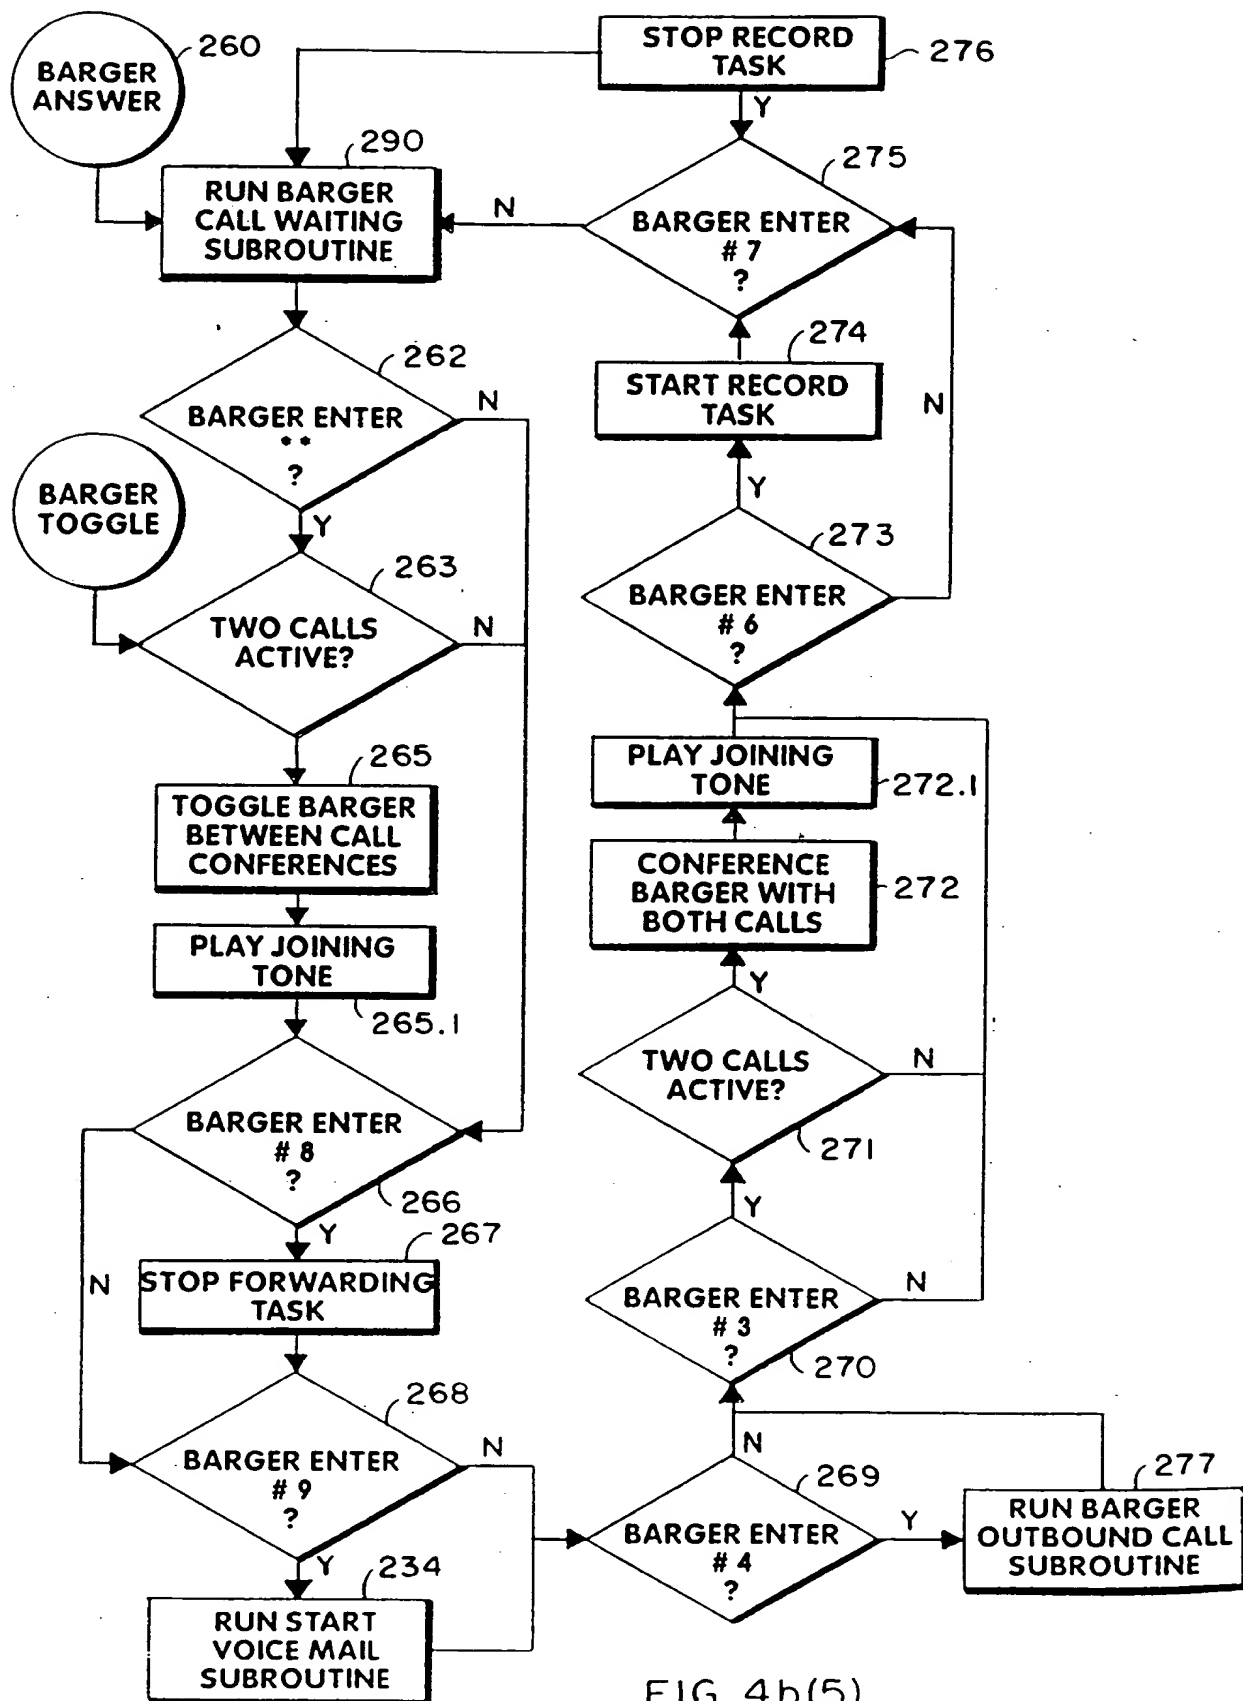 BARGER
ANSWER
260
STOP RECORD
TASK
276
Y
290
RUN BARGER
CALL WAITING
SUBROUTINE
N
275
BARGER ENTER
# 7
?
262
BARGER ENTER
* *
?
N
Y
274
START RECORD
TASK
N
Y
BARGER
TOGGLE
263
TWO CALLS
ACTIVE?
N
273
BARGER ENTER
# 6
?
265
TOGGLE BARGER
BETWEEN CALL
CONFERENCES
PLAY JOINING
TONE
272.1
CONFERENCE
BARGER WITH
BOTH CALLS
272
Y
PLAY JOINING
TONE
265.1
TWO CALLS
ACTIVE?
N
271
Y
BARGER ENTER
# 8
?
266
Y
N
267
STOP FORWARDING
TASK
BARGER ENTER
# 3
?
N
270
268
BARGER ENTER
# 9
?
N
Y
N
269
BARGER ENTER
# 4
?
Y
277
RUN BARGER
OUTBOUND CALL
SUBROUTINE
234
RUN START
VOICE MAIL
SUBROUTINE
FIG 4b(5)